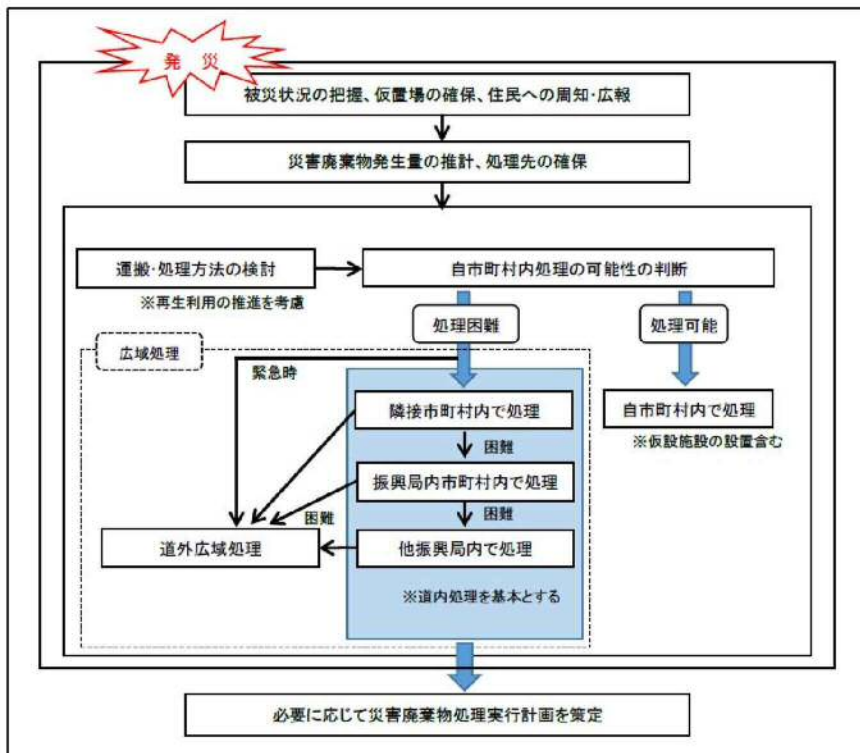 発 災
被災状況の把握、仮置場の確保、住民への周知・広報
災害廃棄物発生量の推計、処理先の確保
運搬・処理方法の検討
自市町村内処理の可能性の判断
※再生利用の推進を考慮
処理困難
処理可能
広域処理
緊急時
隣接市町村内で処理
自市町村内で処理
※仮設施設の設置含む
困難
振興局内市町村内で処理
困難
困難
道外広域処理
他振興局内で処理
※道内処理を基本とする
必要に応じて災害廃棄物処理実行計画を策定